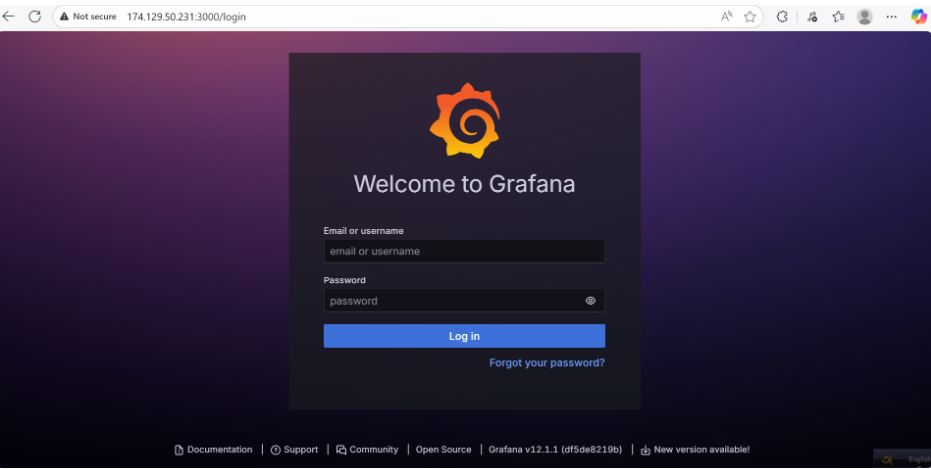 Not secure 174.129.50.231:3000/login
Welcome to Grafana
Email or username
email or username
Password
password
Log in
Forgot your password?
Documentation | Support | Community | Open Source | Grafana v12.1.1 (df5de8219b) | New version available!
English